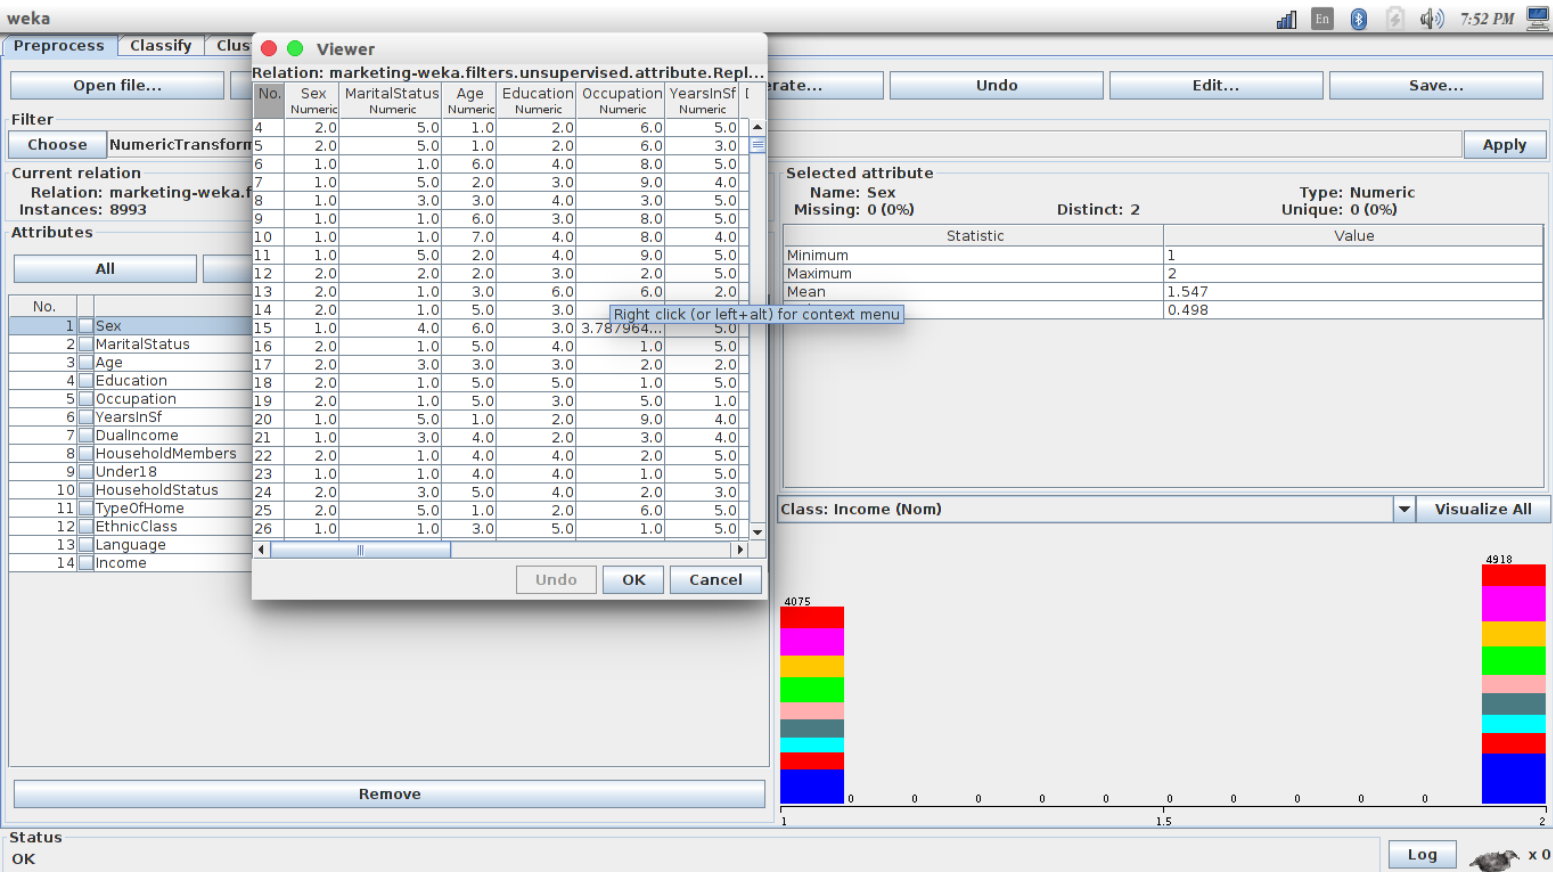 weka
En
7:52 PM
Preprocess Classify Clus
Viewer
Relation: marketing-weka.filters.unsupervised.attribute.Repl...
Open file... erate... Undo Edit... Save...
No. Sex MaritalStatus Age Education Occupation YearsInSf D
Numeric Numeric Numeric Numeric Numeric Numeric
4 2.0 5.0 1.0 2.0 6.0 5.0
5 2.0 5.0 1.0 2.0 6.0 3.0
6 1.0 1.0 6.0 4.0 8.0 5.0
7 1.0 5.0 2.0 3.0 9.0 4.0
8 1.0 3.0 3.0 4.0 3.0 5.0
9 1.0 1.0 6.0 3.0 8.0 5.0
10 1.0 1.0 7.0 4.0 8.0 4.0
11 1.0 5.0 2.0 4.0 9.0 5.0
12 2.0 2.0 2.0 3.0 2.0 5.0
13 2.0 1.0 3.0 6.0 6.0 2.0
14 2.0 1.0 5.0 3.0
Right click (or left+alt) for context menu
15 1.0 4.0 6.0 3.0 3.787964... 5.0
16 2.0 1.0 5.0 4.0 1.0 5.0
17 2.0 3.0 3.0 3.0 2.0 2.0
18 2.0 1.0 5.0 5.0 1.0 5.0
19 2.0 1.0 5.0 3.0 5.0 1.0
20 1.0 5.0 1.0 2.0 9.0 4.0
21 1.0 3.0 4.0 2.0 3.0 4.0
22 2.0 1.0 4.0 4.0 2.0 5.0
23 1.0 1.0 4.0 4.0 1.0 5.0
24 2.0 3.0 5.0 4.0 2.0 3.0
25 2.0 5.0 1.0 2.0 6.0 5.0
26 1.0 1.0 3.0 5.0 1.0 5.0
Undo OK Cancel
Filter
Choose NumericTransform Apply
Current relation
Relation: marketing-weka.f
Instances: 8993
Attributes
All
No.
1 Sex
2 MaritalStatus
3 Age
4 Education
5 Occupation
6 YearsInSf
7 DualIncome
8 HouseholdMembers
9 Under18
10 HouseholdStatus
11 TypeOfHome
12 EthnicClass
13 Language
14 Income
Remove
Selected attribute
Name: Sex Type: Numeric
Missing: 0 (0%) Distinct: 2 Unique: 0 (0%)
Statistic Value
Minimum 1
Maximum 2
Mean 1.547
0.498
Class: Income (Nom) Visualize All
4918
4075
0 0 0 0 0 0 0 0 0 0
1 1.5 2
Status
OK
Log x 0